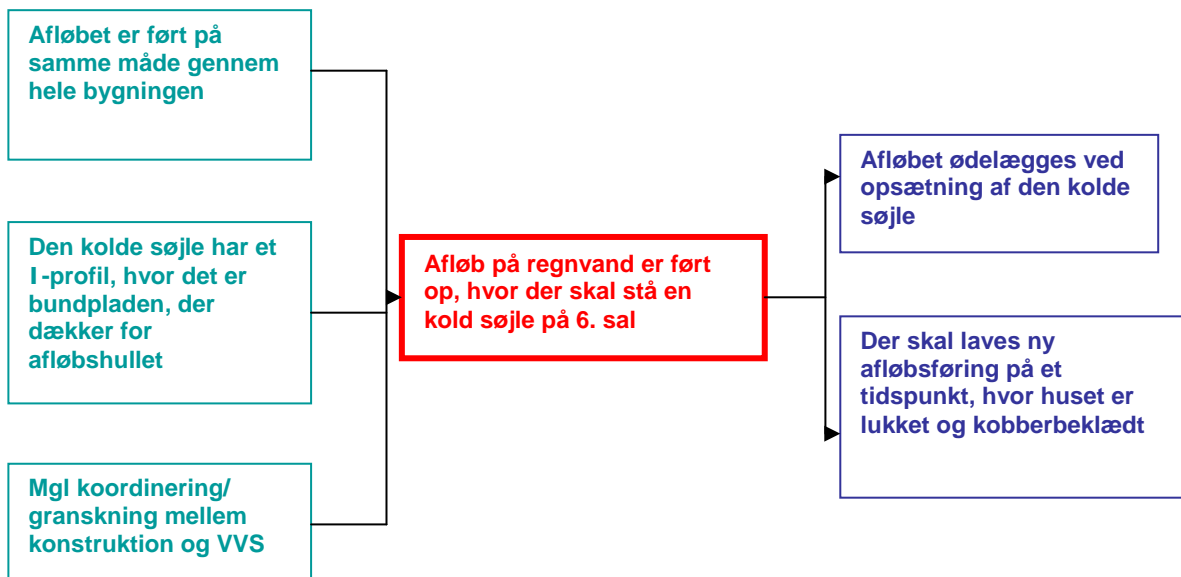 Afløbet er ført på
samme måde gennem
hele bygningen
Den kolde søjle har et
I-profil, hvor det er
bundpladen, der
dækker for
afløbshullet
Mgl koordinering/
granskning mellem
konstruktion og VVS
Afløb på regnvand er ført
op, hvor der skal stå en
kold søjle på 6. sal
Afløbet ødelægges ved
opsætning af den kolde
søjle
Der skal laves ny
afløbsføring på et
tidspunkt, hvor huset er
lukket og kobberbeklædt